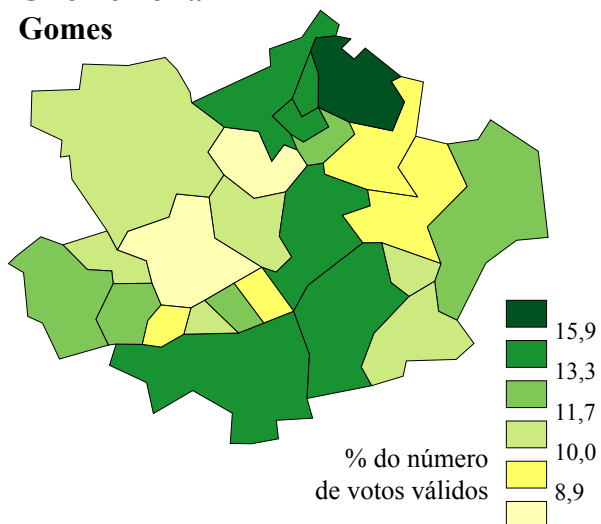 Gomes
15,9
13,3
11,7
10,0
% do número
8,9
de votos válidos